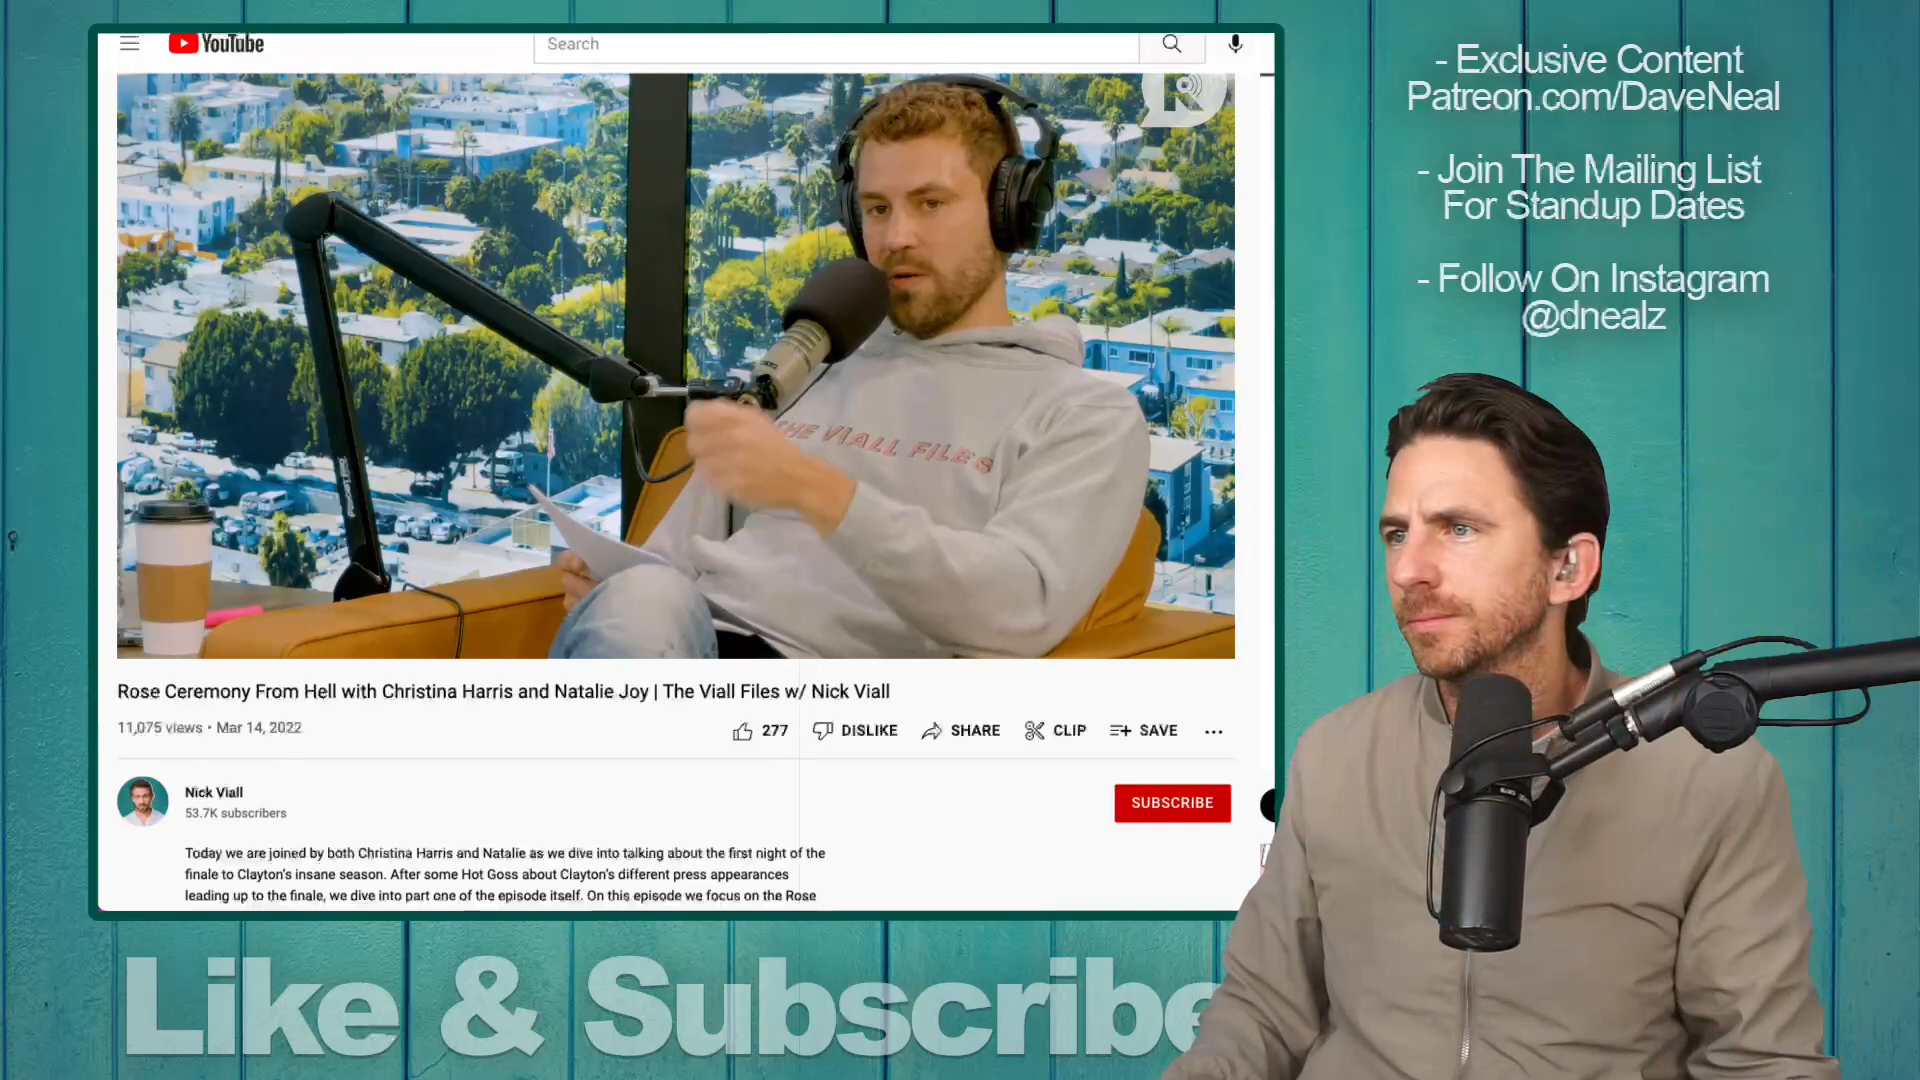 YouTube
Search
THE VIALL FILES
Rose Ceremony From Hell with Christina Harris and Natalie Joy | The Viall Files w/ Nick Viall
11,075 views • Mar 14, 2022
277
DISLIKE
SHARE
CLIP
SAVE
Nick Viall
53.7K subscribers
SUBSCRIBE
Today we are joined by both Christina Harris and Natalie as we dive into talking about the first night of the
finale to Clayton's insane season. After some Hot Goss about Clayton's different press appearances
leading up to the finale, we dive into part one of the episode itself. On this episode we focus on the Rose
- Exclusive Content
Patreon.com/DaveNeal
- Join The Mailing List
For Standup Dates
- Follow On Instagram
@dnealz
Like & Subscribe